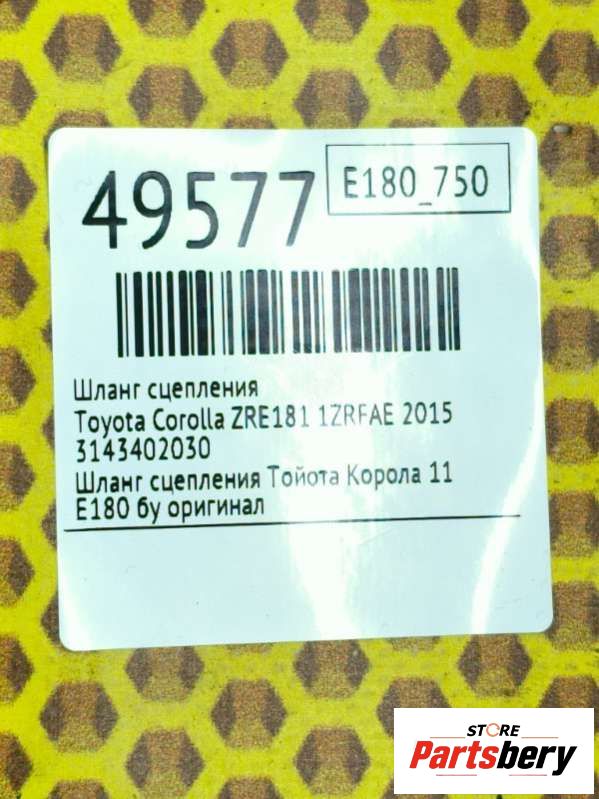 49577
E180_750
Шланг сцепления
Toyota Corolla ZRE181 1ZRFAE 2015
3143402030
Шланг сцепления Тойота Корола 11
E180 бу оригинал
STORE
Partsbery